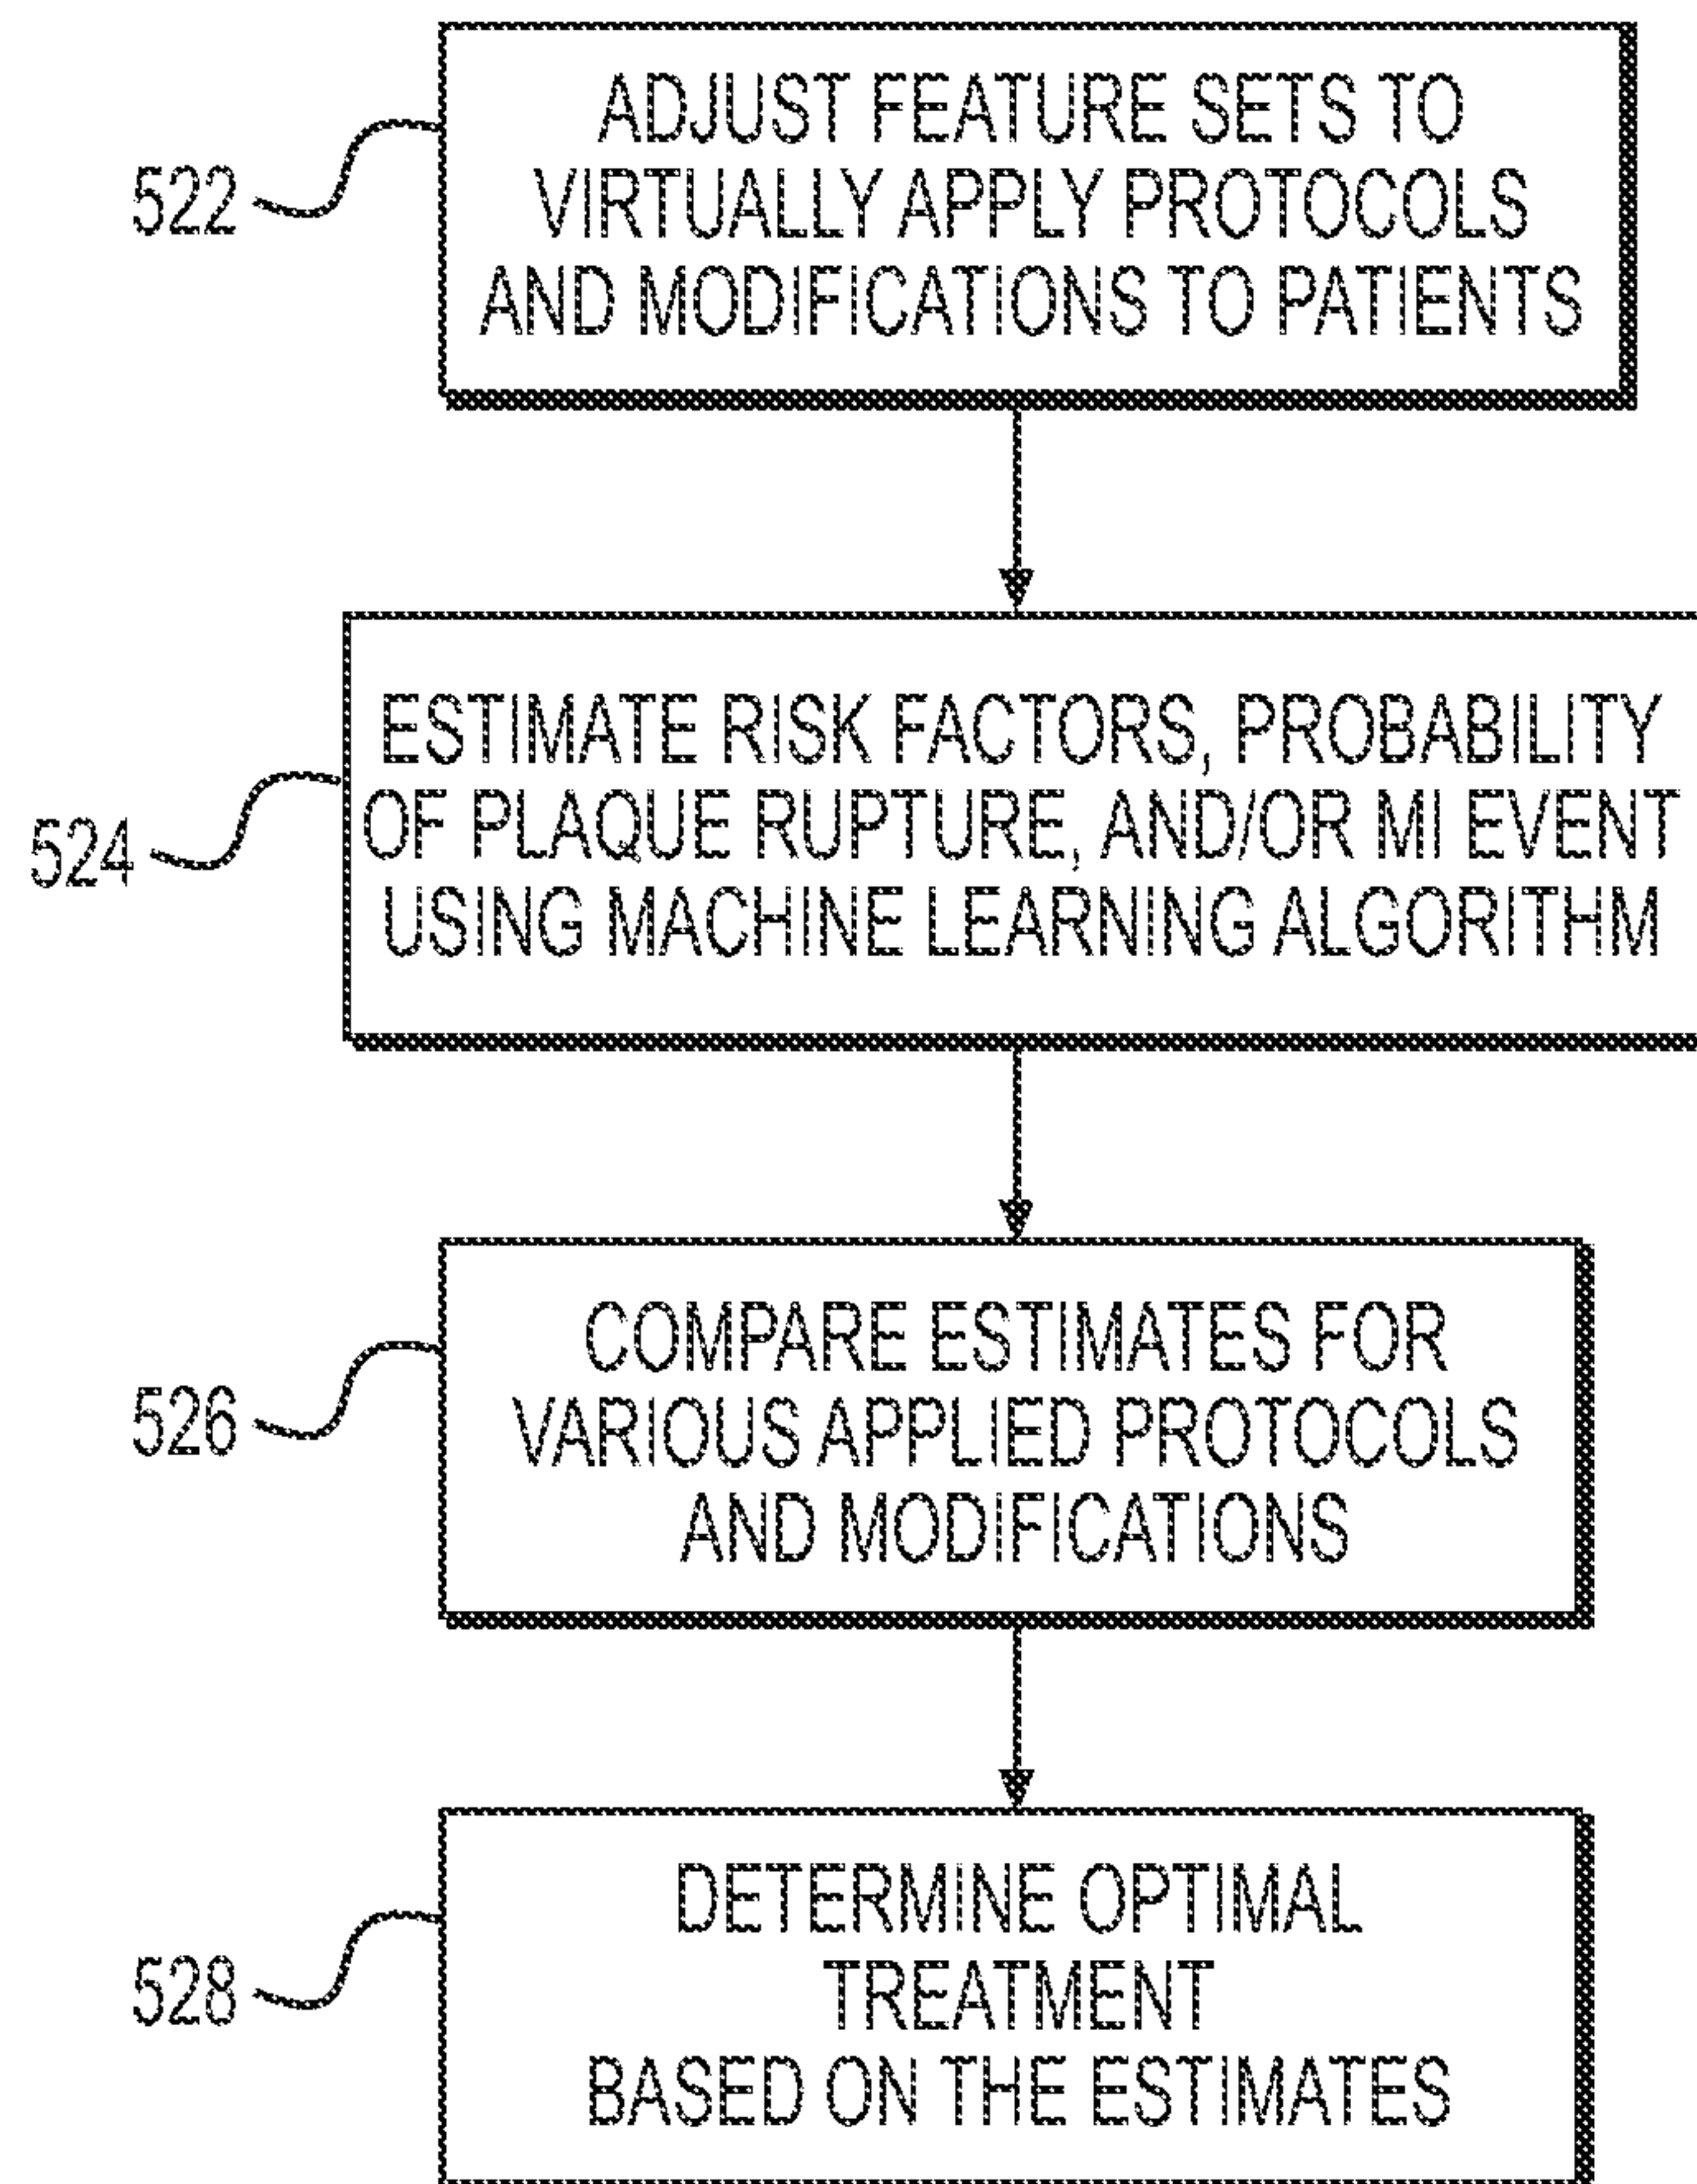 522
ADJUST FEATURE SETS TO
VIRTUALLY APPLY PROTOCOLS
AND MODIFICATIONS TO PATIENTS
524
ESTIMATE RISK FACTORS, PROBABILITY
OF PLAQUE RUPTURE, AND/OR MI EVENT
USING MACHINE LEARNING ALGORITHM
526
COMPARE ESTIMATES FOR
VARIOUS APPLIED PROTOCOLS
AND MODIFICATIONS
528
DETERMINE OPTIMAL
TREATMENT
BASED ON THE ESTIMATES